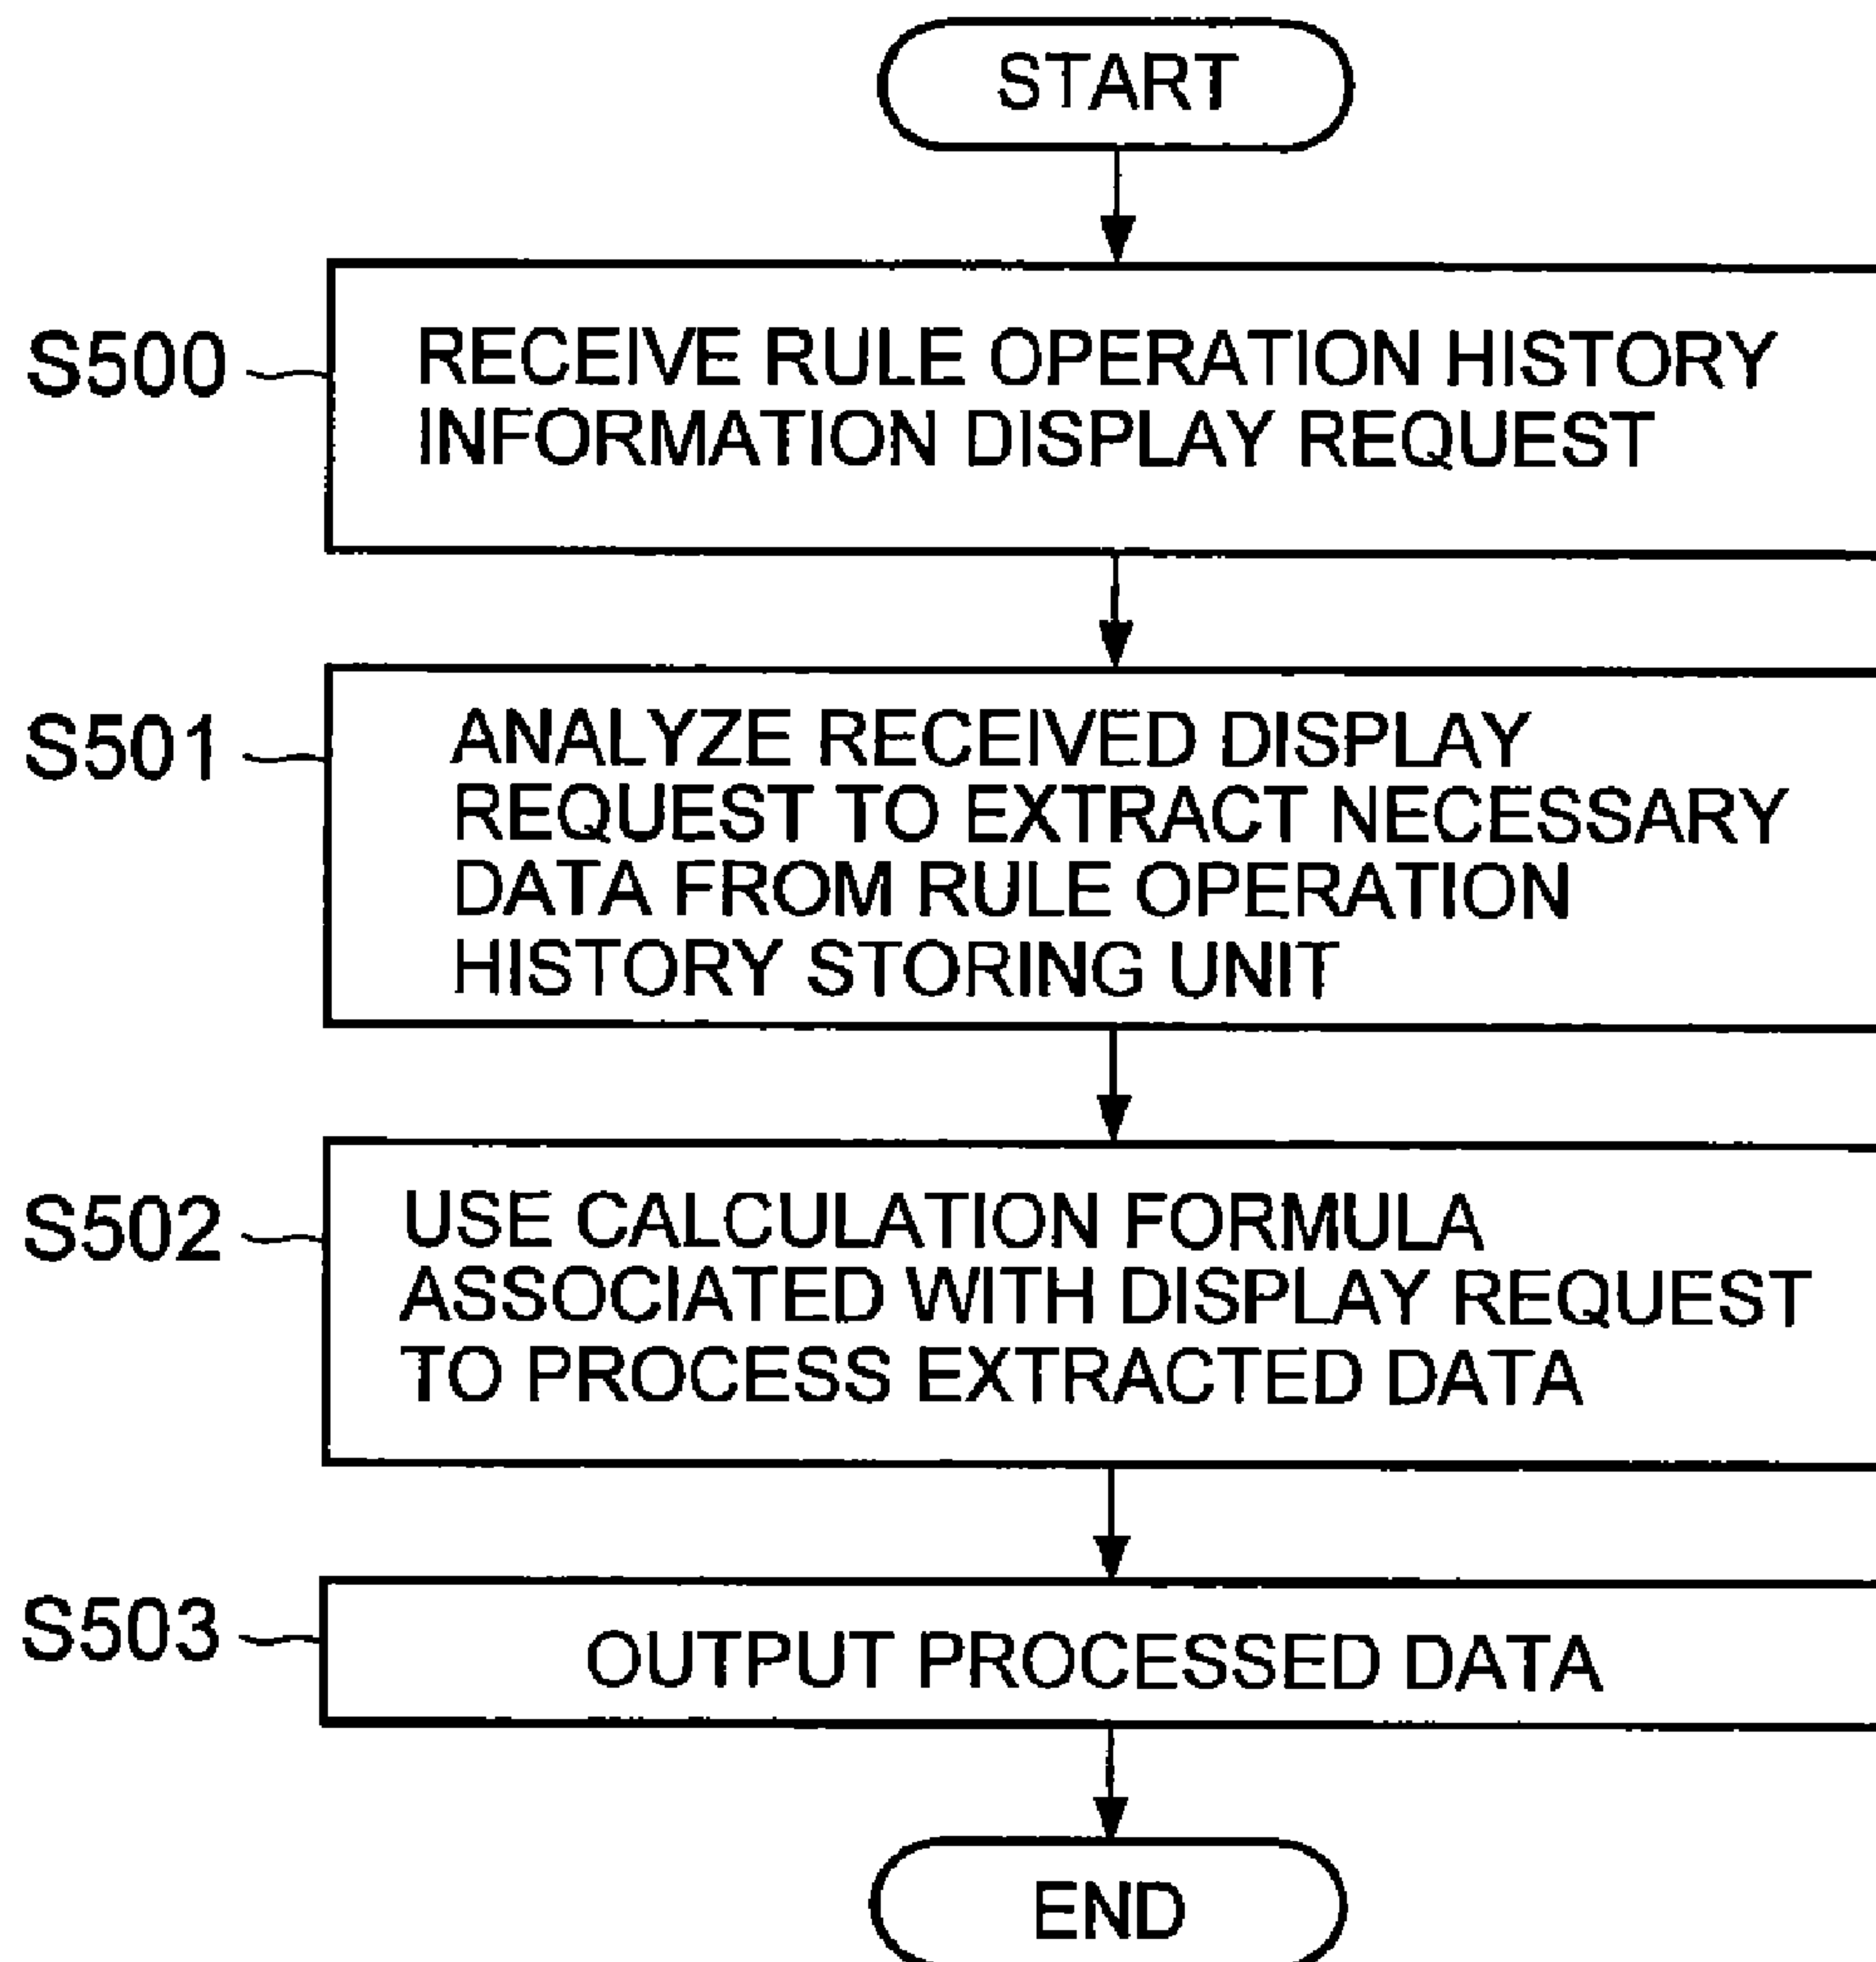 START
S500
RECEIVE RULE OPERATION HISTORY
INFORMATION DISPLAY REQUEST
S501
ANALYZE RECEIVED DISPLAY
REQUEST TO EXTRACT NECESSARY
DATA FROM RULE OPERATION
HISTORY STORING UNIT
S502
USE CALCULATION FORMULA
ASSOCIATED WITH DISPLAY REQUEST
TO PROCESS EXTRACTED DATA
S503
OUTPUT PROCESSED DATA
END